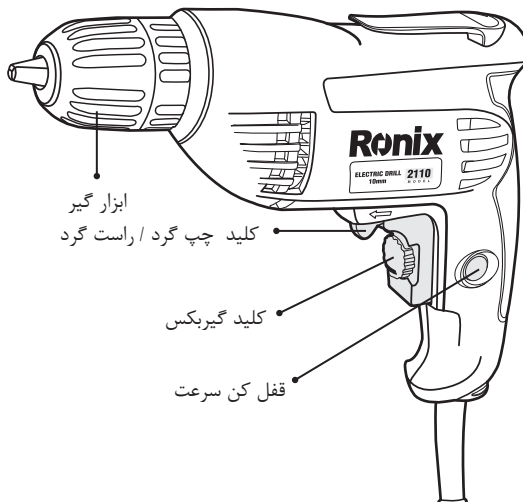 Ronix
ELECTRIC DRILL 2110
10mm MODEL
ابزار گیر
کلید چپ گرد / راست گرد
کلید گیربکس
قفل کن سرعت